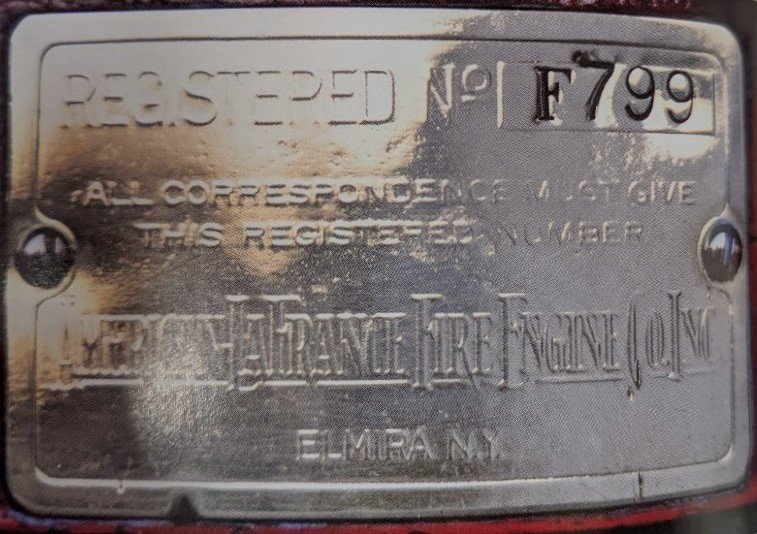 REGISTERED No F799
ALL CORRESPONDENCE MUST GIVE
THIS REGISTERED NUMBER
AMERICAN-LAFRANCE FIRE ENGINE CO. INC.
ELMIRA N.Y.